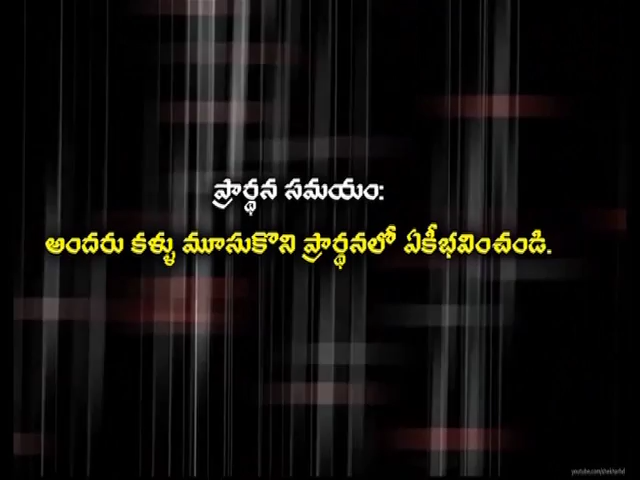 ప్రార్థన సమయం:
అందరు కళ్ళు మూసుకొని ప్రార్థనలో ఏకీభవించండి.